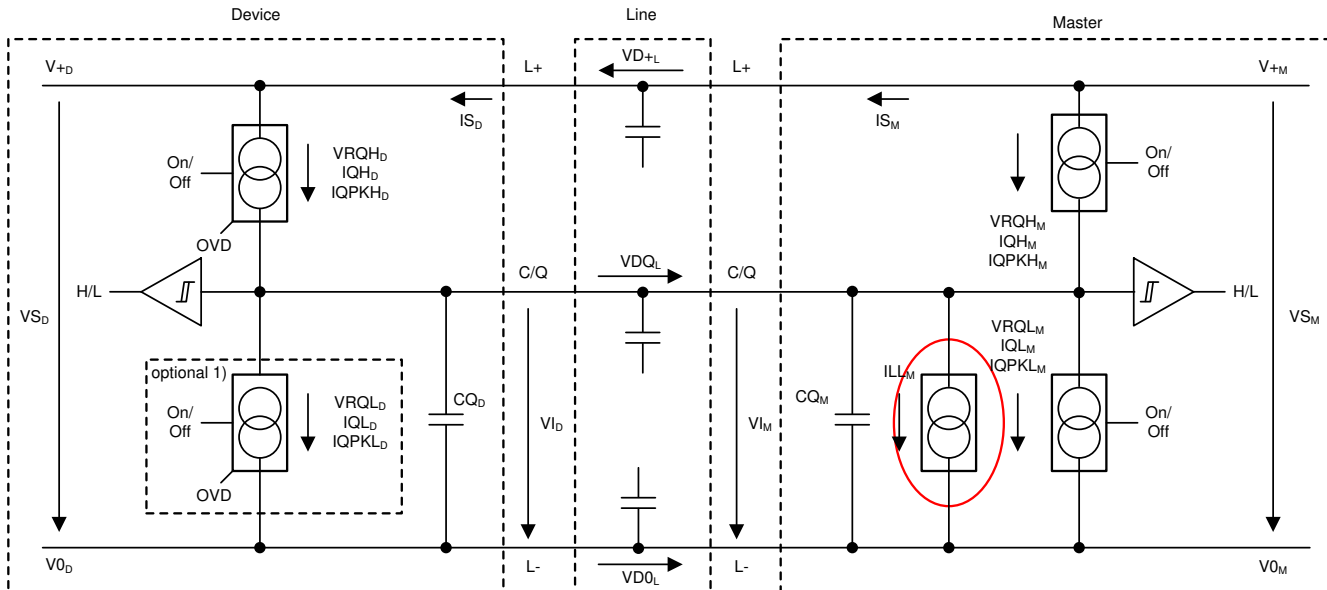 Device
Line
Master
V+D
L+
VD+L
L+
V+M
ISD
ISM
On/
Off
VRQHD
IQHD
IQPKHD
On/
Off
OVD
VRQHM
IQHM
IQPKHM
H/L
C/Q
VDQL
C/Q
H/L
VSD
VSM
optional 1)
On/
Off
VRQLD
IQLD
IQPKLD
OVD
CQD
VID
VIM
CQM
ILLM
VRQLM
IQLM
IQPKLM
On/
Off
V0D
L-
VD0L
L-
V0M